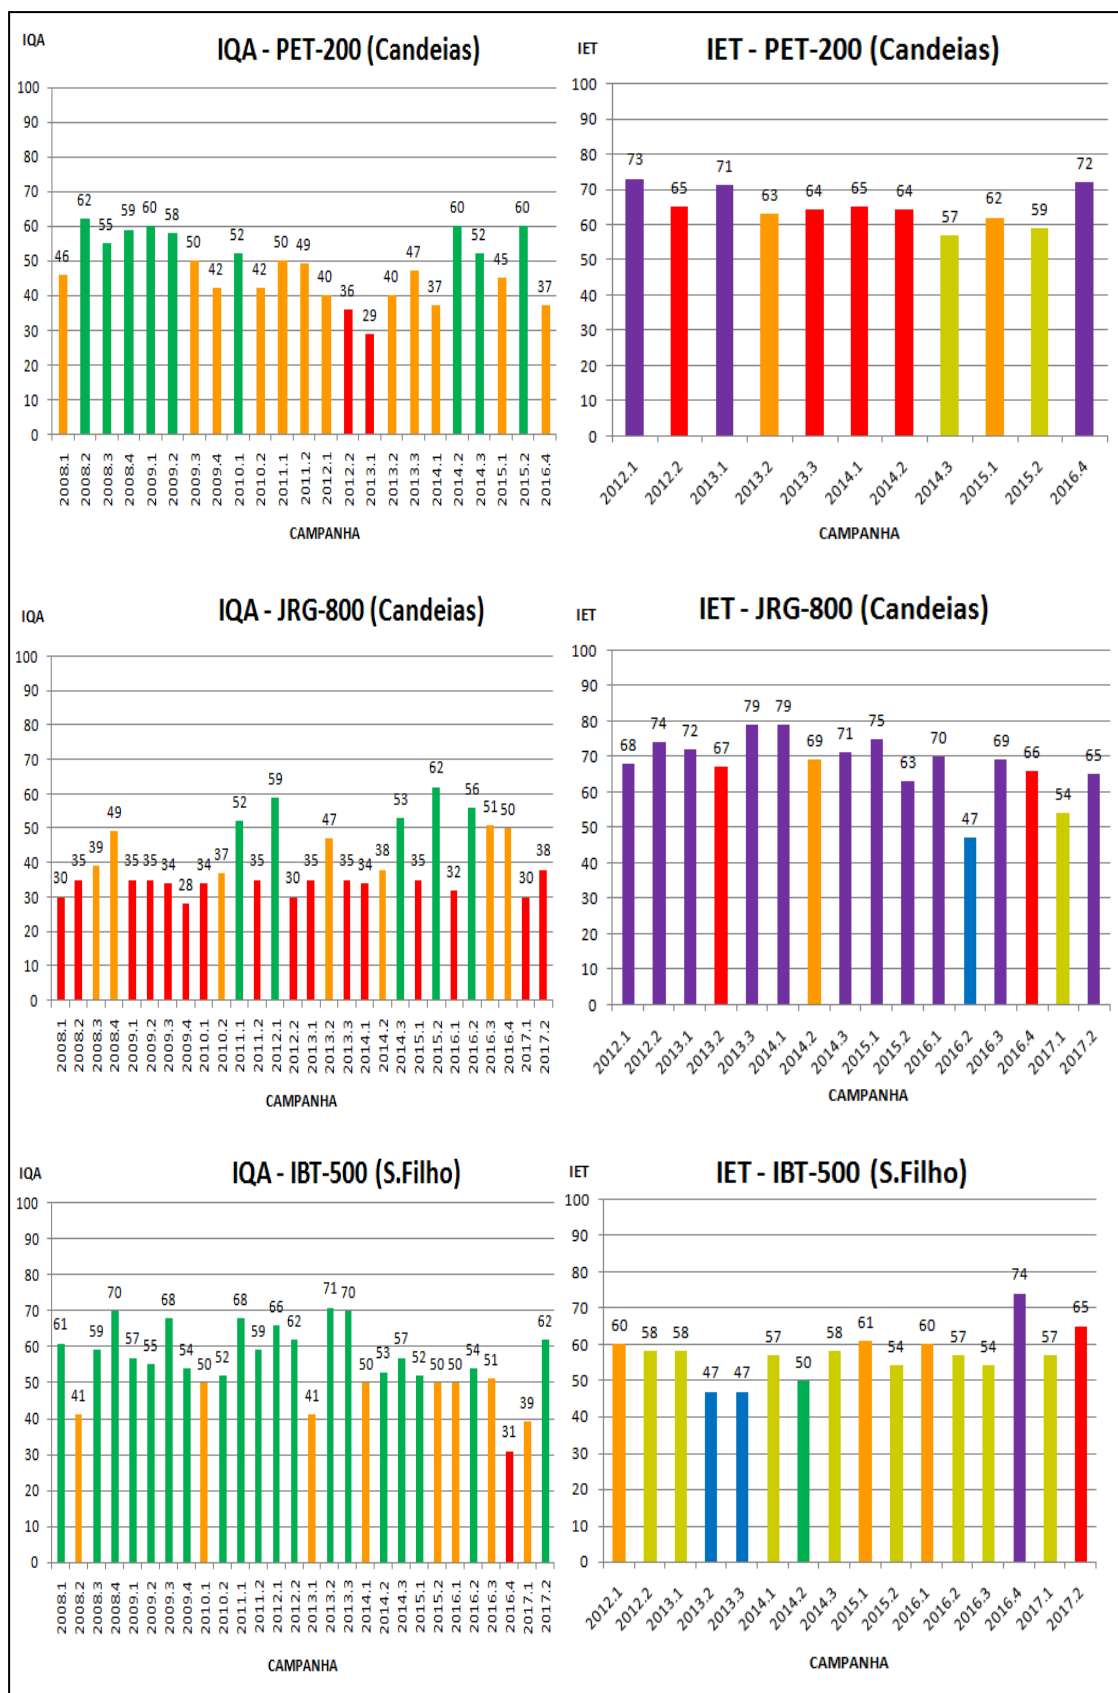 IQA
IQA - PET-200 (Candeias)
100
90
80
70
60
50
40
30
20
10
0
46 62 55 59 60 58 50 42 52 42 50 49 40 36 29 40 47 37 60 52 45 60 37
2008.1 2008.2 2008.3 2008.4 2009.1 2009.2 2009.3 2009.4 2010.1 2010.2 2011.1 2011.2 2012.1 2012.2 2013.1 2013.2 2013.3 2014.1 2014.2 2014.3 2015.1 2015.2 2016.4
CAMPANHA
IET
IET - PET-200 (Candeias)
100
90
80
70
60
50
40
30
20
10
0
73 65 71 63 64 65 64 57 62 59 72
2012.1 2012.2 2013.1 2013.2 2013.3 2014.1 2014.2 2014.3 2015.1 2015.2 2016.4
CAMPANHA
IQA
IQA - JRG-800 (Candeias)
100
90
80
70
60
50
40
30
20
10
0
30 35 39 49 35 35 34 28 34 37 52 35 59 30 35 47 35 34 38 53 35 62 32 56 51 50 30 38
2008.1 2008.2 2008.3 2008.4 2009.1 2009.2 2009.3 2009.4 2010.1 2010.2 2011.1 2011.2 2012.1 2012.2 2013.1 2013.2 2013.3 2014.1 2014.2 2014.3 2015.1 2015.2 2016.1 2016.2 2016.3 2016.4 2017.1 2017.2
CAMPANHA
IET
IET - JRG-800 (Candeias)
100
90
80
70
60
50
40
30
20
10
0
68 74 72 67 79 79 69 71 75 63 70 47 69 66 54 65
2012.1 2012.2 2013.1 2013.2 2013.3 2014.1 2014.2 2014.3 2015.1 2015.2 2016.1 2016.2 2016.3 2016.4 2017.1 2017.2
CAMPANHA
IQA
IQA - IBT-500 (S.Filho)
100
90
80
70
60
50
40
30
20
10
0
61 41 59 70 57 55 68 54 50 52 68 59 66 62 41 71 70 50 53 57 52 50 50 54 51 31 39 62
2008.1 2008.2 2008.3 2008.4 2009.1 2009.2 2009.3 2009.4 2010.1 2010.2 2011.1 2011.2 2012.1 2012.2 2013.1 2013.2 2013.3 2014.1 2014.2 2014.3 2015.1 2015.2 2016.1 2016.2 2016.3 2016.4 2017.1 2017.2
CAMPANHA
IET
IET - IBT-500 (S.Filho)
100
90
80
70
60
50
40
30
20
10
0
60 58 58 47 47 57 50 58 61 54 60 57 54 74 57 65
2012.1 2012.2 2013.1 2013.2 2013.3 2014.1 2014.2 2014.3 2015.1 2015.2 2016.1 2016.2 2016.3 2016.4 2017.1 2017.2
CAMPANHA